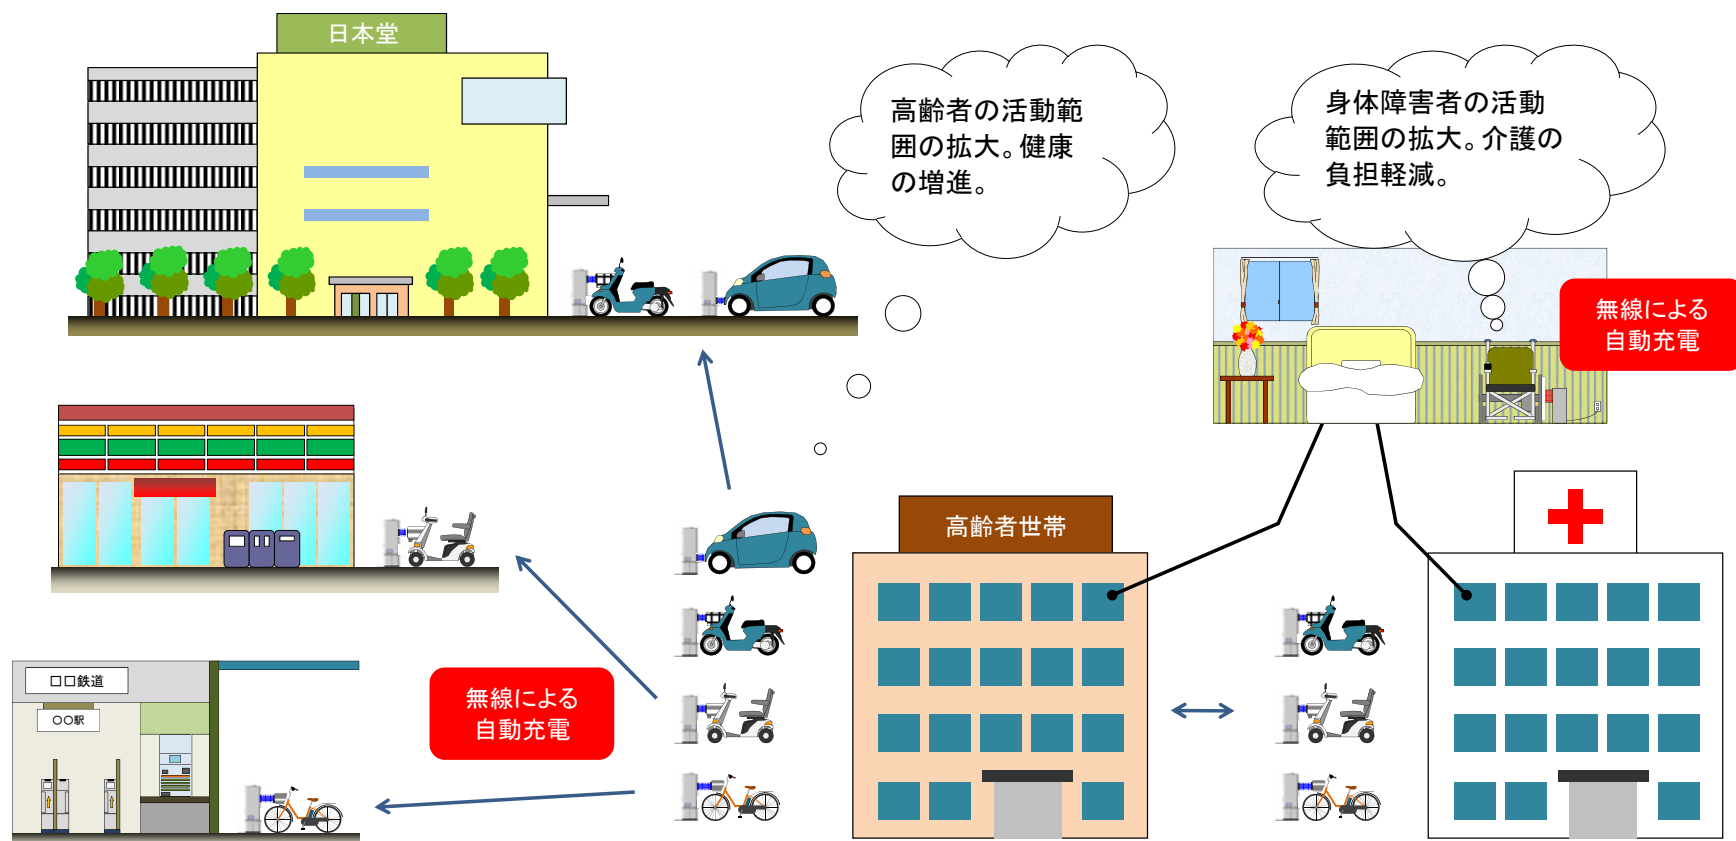 日本堂
高齢者の活動範
囲の拡大。健康
の増進。
身体障害者の活動
範囲の拡大。介護の
負担軽減。
無線による
自動充電
高齢者世帯
□□鉄道
〇〇駅
無線による
自動充電